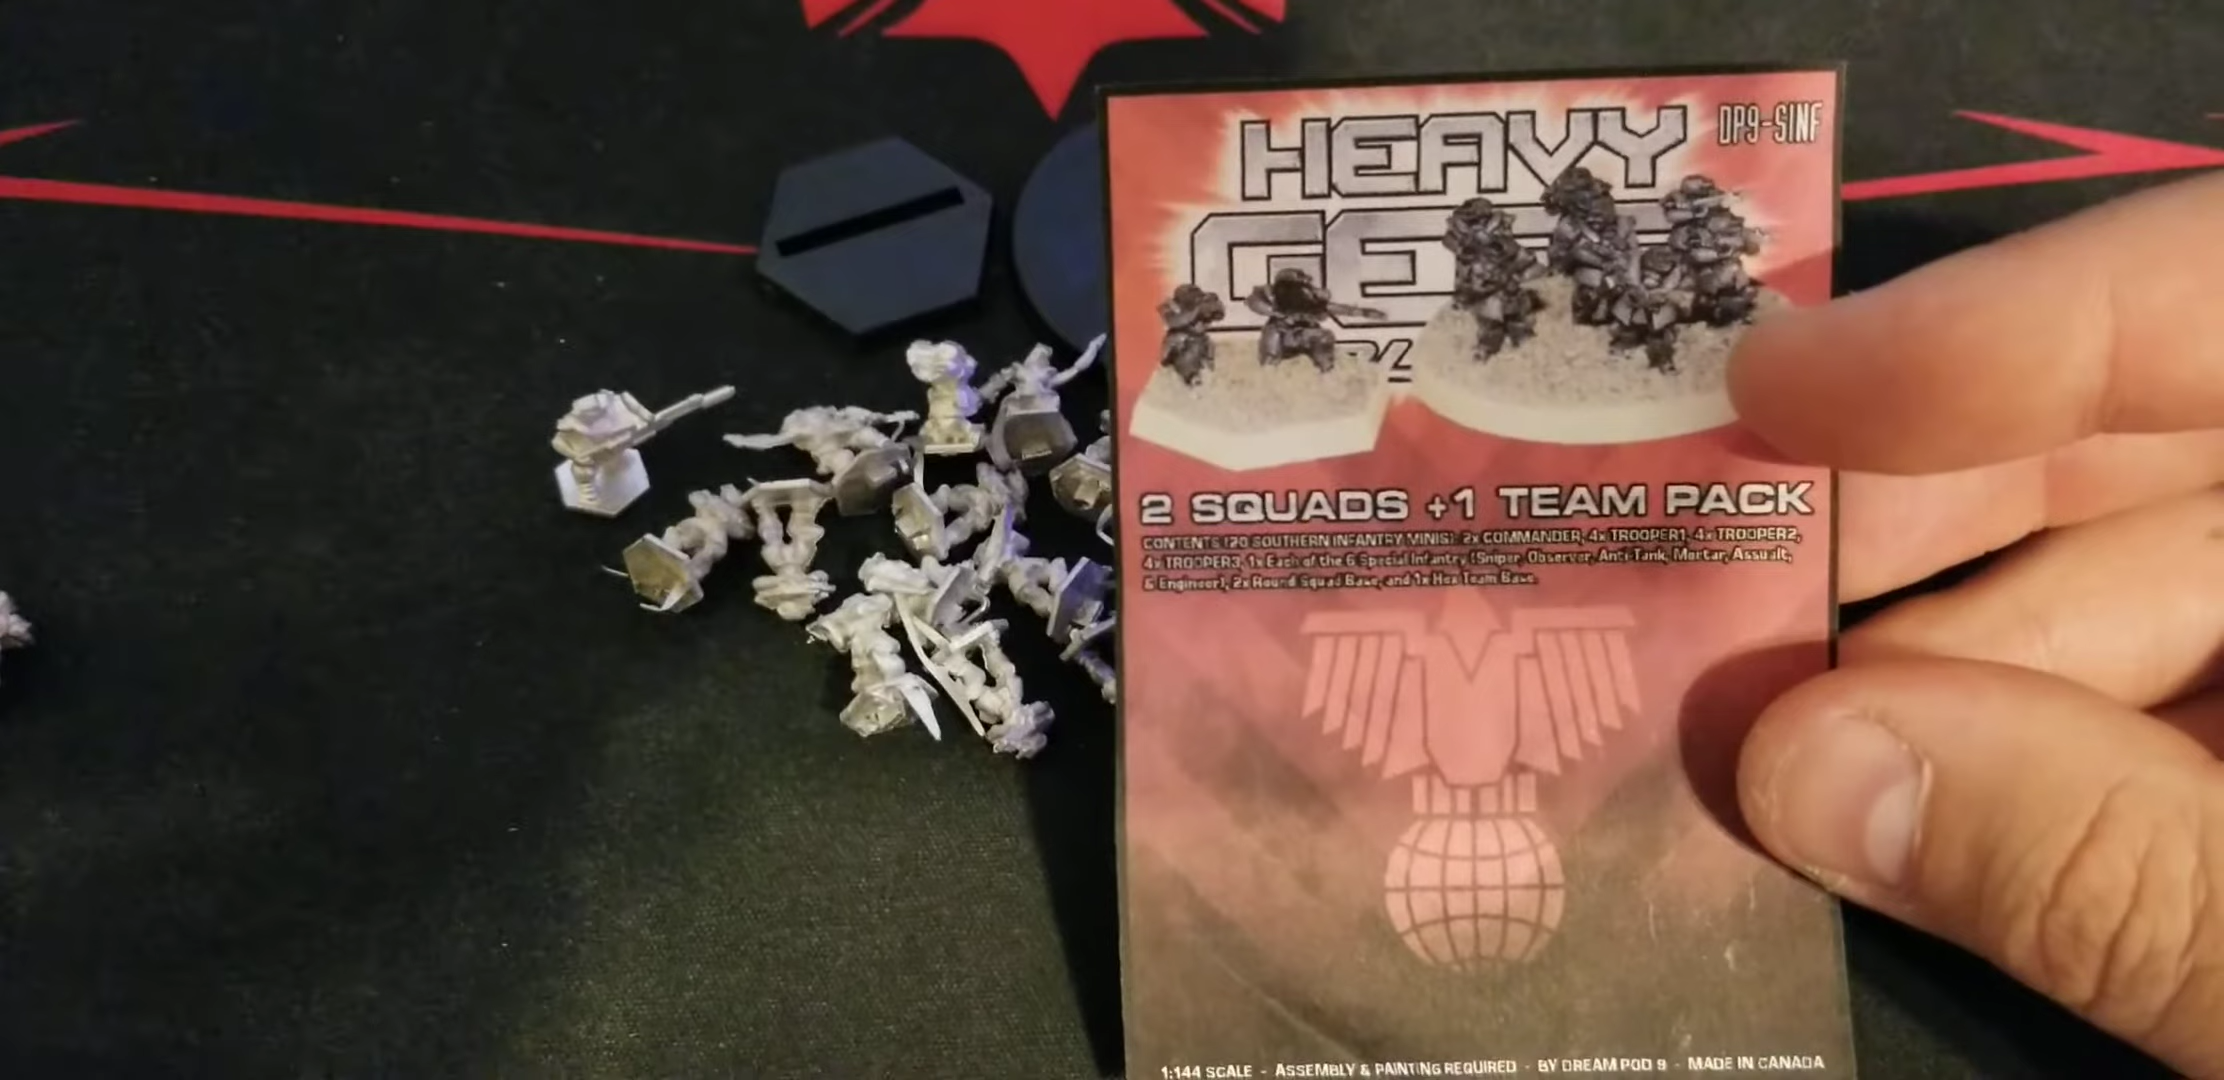 HEAVY
DP9-SINF
GE
2 SQUADS +1 TEAM PACK
CONTENTS (20 SOUTHERN INFANTRY MINIS): 2x COMMANDER, 4x TROOPER1, 4x TROOPER2,
4x TROOPER3, 1x Each of the 6 Special Infantry (Sniper, Observer, Anti-Tank, Mortar, Assualt,
& Engineer), 2x Round Squad Base, and 1x Hex Team Base.
1:144 SCALE - ASSEMBLY & PAINTING REQUIRED - BY DREAM POD 9 - MADE IN CANADA